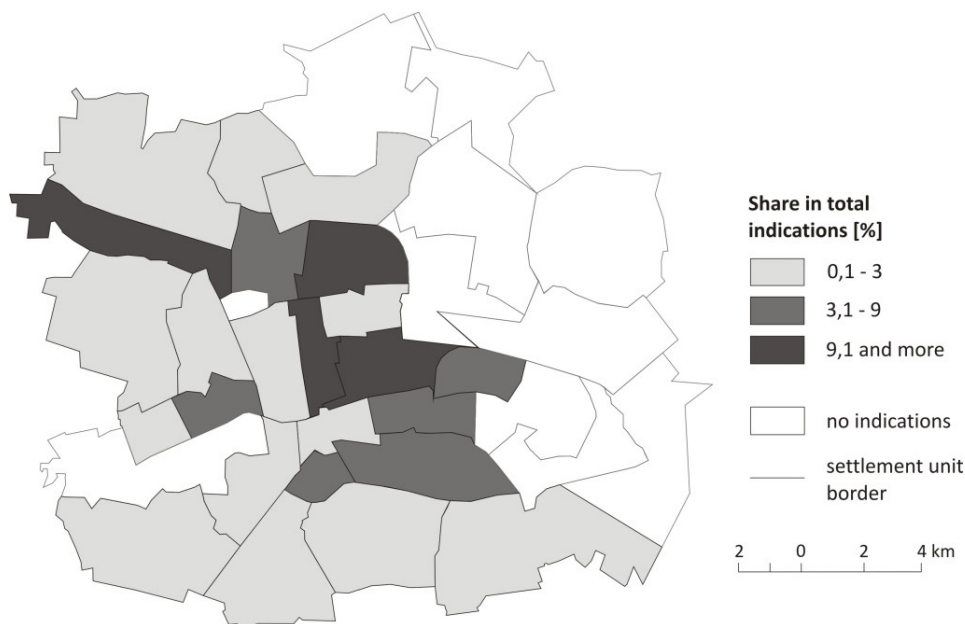 Share in total
indications [%]
0,1 - 3
3,1 - 9
9,1 and more
no indications
settlement unit
border
2 0 2 4 km